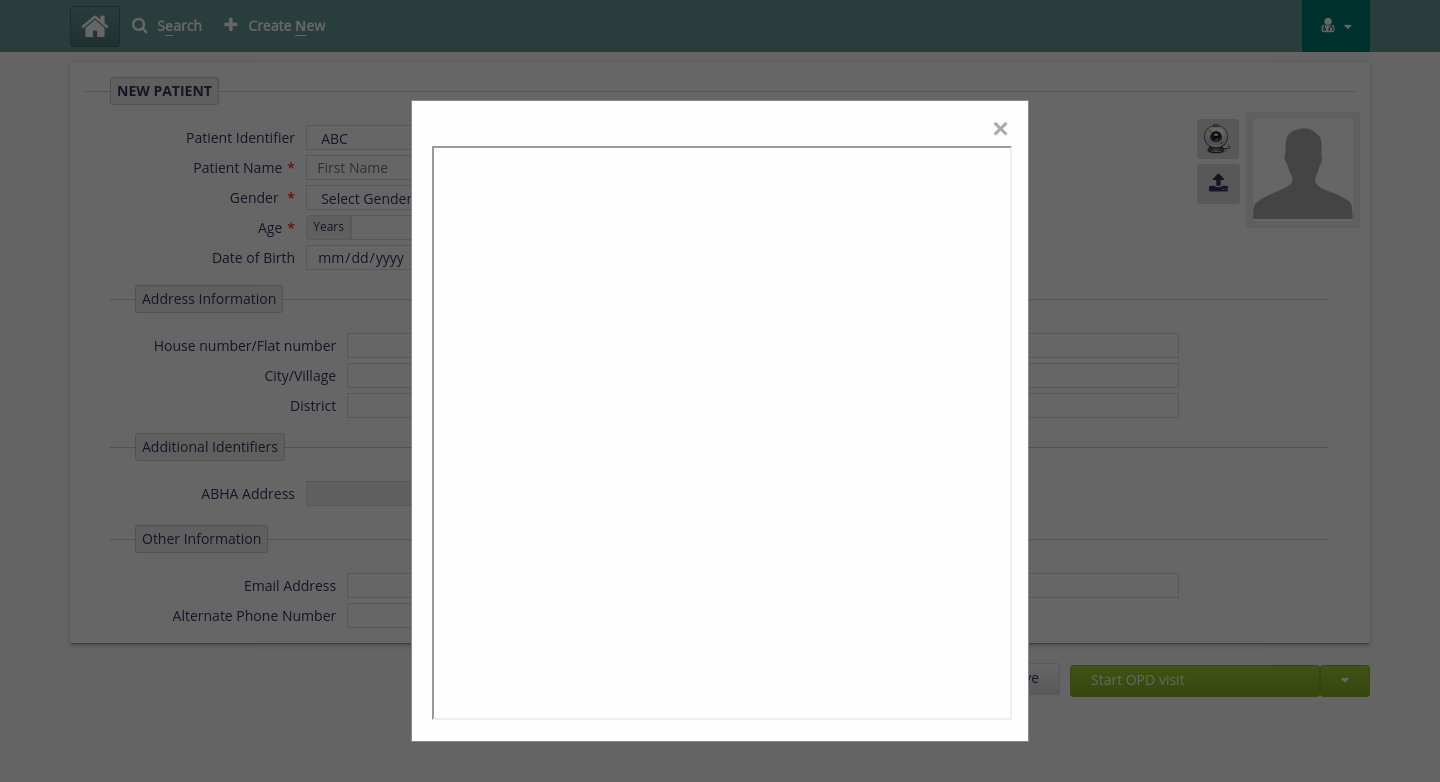 Search
Create New
NEW PATIENT
Patient Identifier ABC
Patient Name * First Name
Gender * Select Gender
Age * Years
Date of Birth mm/dd/yyyy
Address Information
House number/Flat number
City/Village
District
Additional Identifiers
ABHA Address
Other Information
Email Address
Alternate Phone Number
×
Start OPD visit